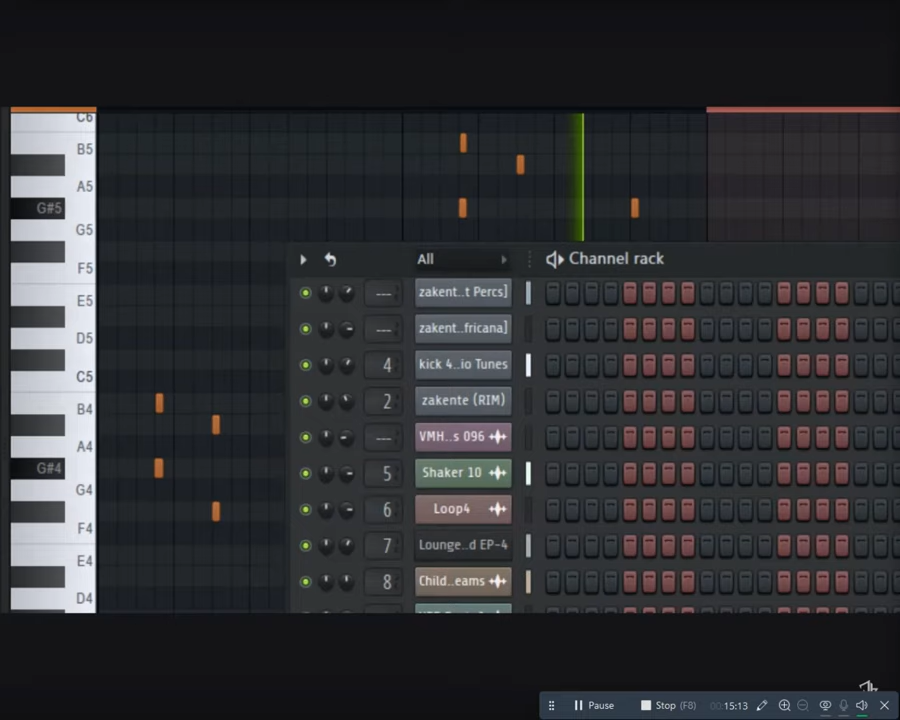 C6
B5
A5
G#5
G5
F5
E5
D5
C5
B4
A4
G#4
G4
F4
E4
D4
All
Channel rack
--- zakent..t Percs]
--- zakent..fricana]
4 kick 4..io Tunes
2 zakente (RIM)
--- VMH..s 096
5 Shaker 10
6 Loop4
7 Lounge..d EP-4
8 Child..eams
Pause Stop (F8) 00:15:13